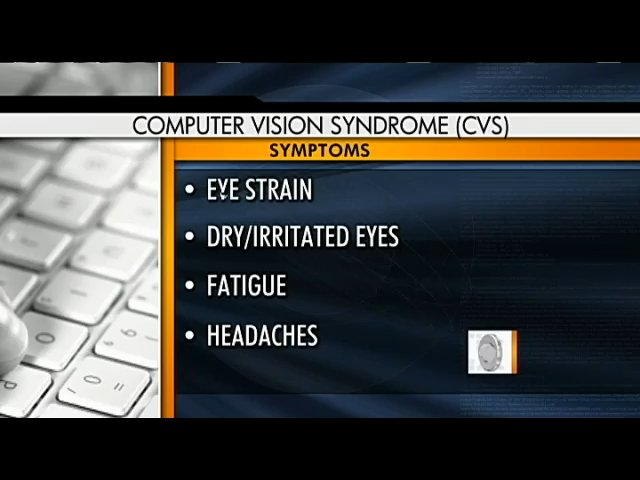 COMPUTER VISION SYNDROME (CVS)
SYMPTOMS
• EYE STRAIN
• DRY/IRRITATED EYES
• FATIGUE
• HEADACHES